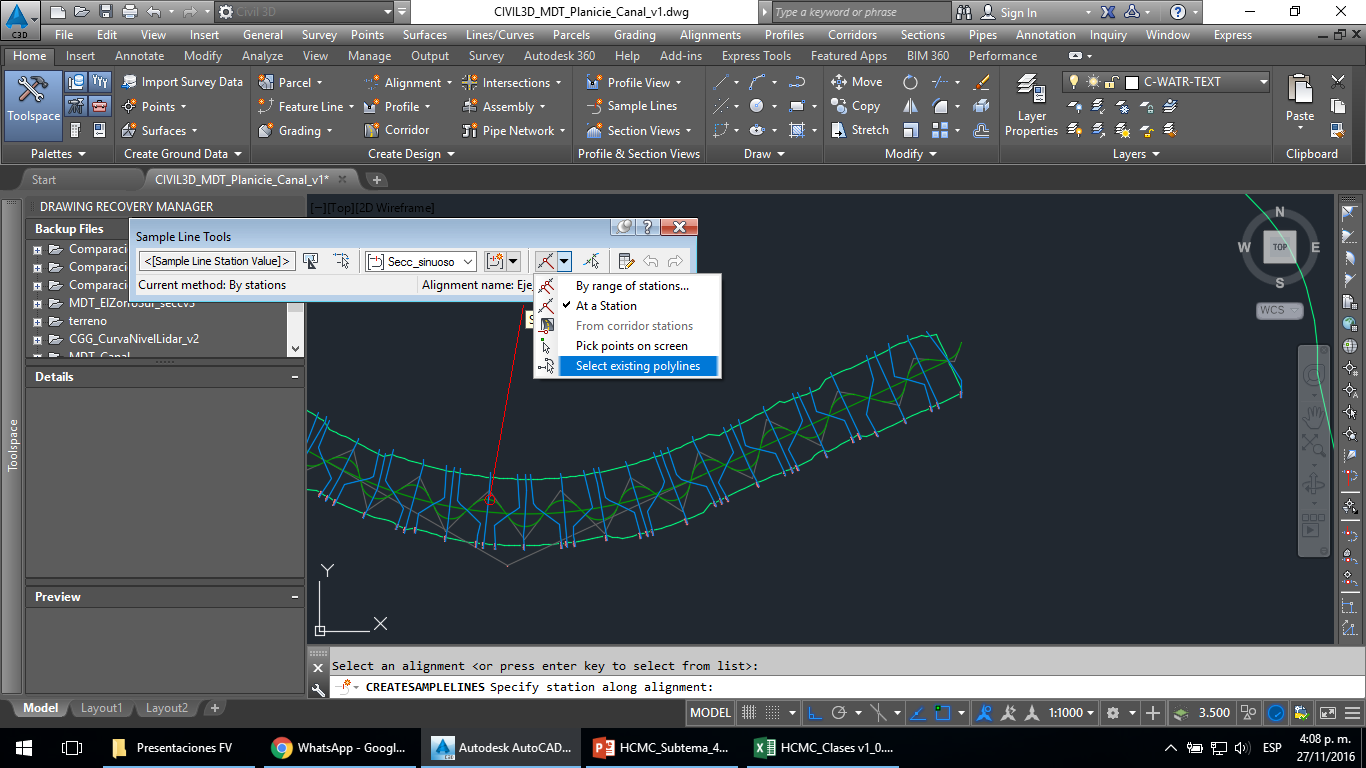 Civil 3D
CIVIL3D_MDT_Planicie_Canal_v1.dwg
Type a keyword or phrase
Sign In
C3D
File Edit View Insert General Survey Points Surfaces Lines/Curves Parcels Grading Alignments Profiles Corridors Sections Pipes Annotation Inquiry Window Express
Home Insert Annotate Modify Analyze View Manage Output Survey Autodesk 360 Help Add-ins Express Tools Featured Apps BIM 360 Performance
Toolspace
Import Survey Data
Points
Surfaces
Parcel
Feature Line
Grading
Alignment
Profile
Corridor
Intersections
Assembly
Pipe Network
Profile View
Sample Lines
Section Views
Move
Copy
Stretch
Layer
Properties
C-WATR-TEXT
Paste
Palettes
Create Ground Data
Create Design
Profile & Section Views
Draw
Modify
Layers
Clipboard
Start
CIVIL3D_MDT_Planicie_Canal_v1*
DRAWING RECOVERY MANAGER
[−][Top][2D Wireframe]
Backup Files
Comparaci
Comparaci
Comparaci
MDT_ElZorroSur_seccv3
terreno
CGG_CurvaNivelLidar_v2
MDT_Canal
Details
Preview
Toolspace
Sample Line Tools
<[Sample Line Station Value]>
Secc_sinuoso
Current method: By stations
Alignment name: Eje
By range of stations...
At a Station
From corridor stations
Pick points on screen
Select existing polylines
N
W
TOP
E
S
WCS
Y
X
Select an alignment <or press enter key to select from list>:
CREATESAMPLELINES Specify station along alignment:
Model
Layout1
Layout2
MODEL
1:1000
3.500
Presentaciones FV
WhatsApp - Googl...
Autodesk AutoCAD...
HCMC_Subtema_4...
HCMC_Clases v1_0....
ESP
4:08 p. m.
27/11/2016